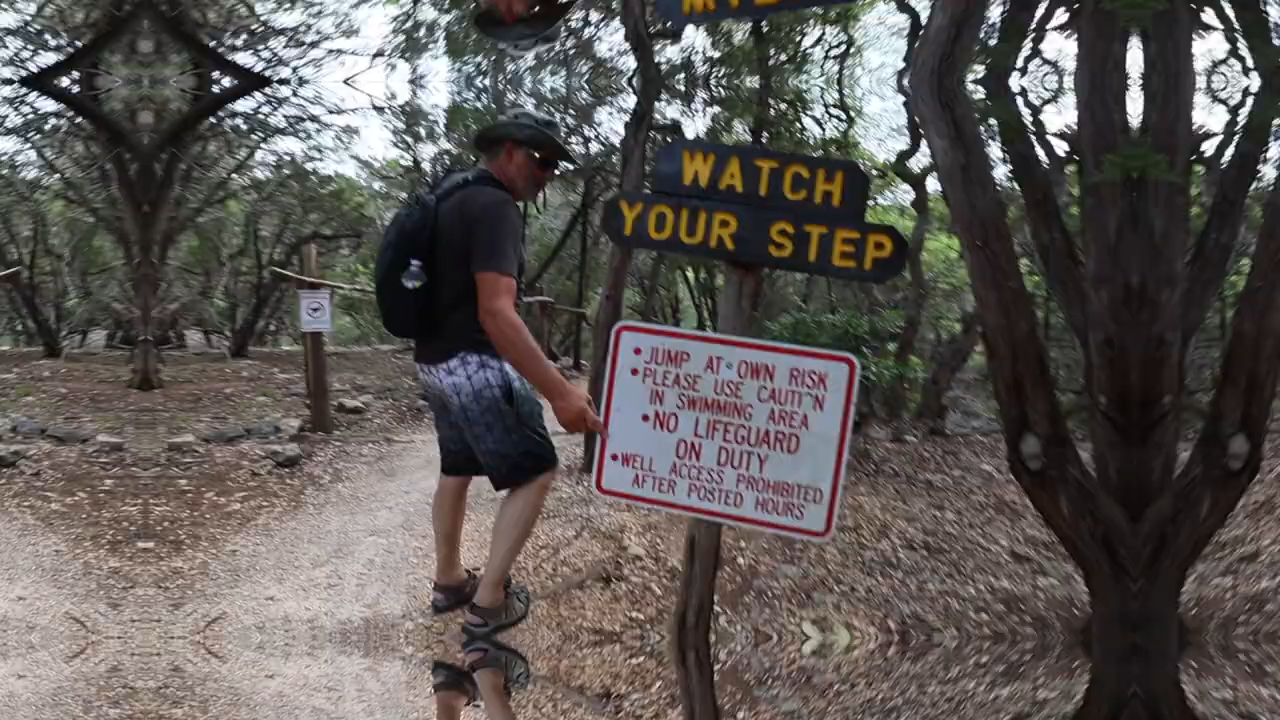 WATCH
YOUR STEP
• JUMP AT OWN RISK
• PLEASE USE CAUTI N
IN SWIMMING AREA
• NO LIFEGUARD
ON DUTY
• WELL ACCESS PROHIBITED
AFTER POSTED HOURS